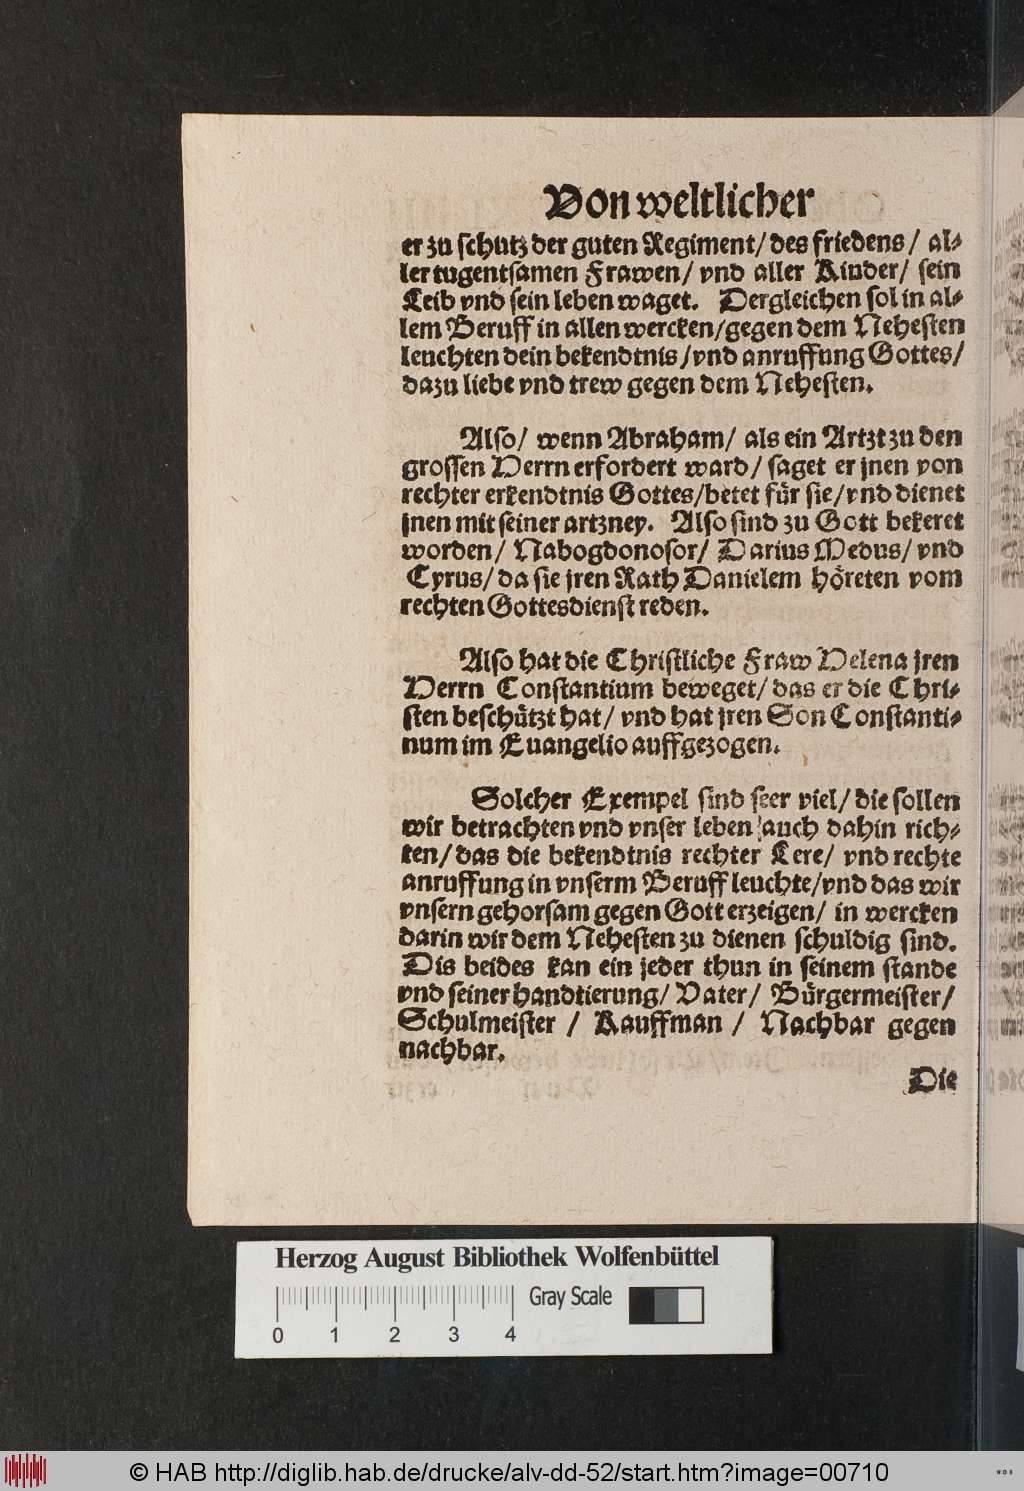 Von weltlicher
er zu schutz der guten Regiment/ des friedens/ al-
ler tugentsamen Frawen/ vnd aller Kinder/ sein
Leib vnd sein leben waget. Dergleichen sol in al-
lem Beruff in allen wercken/gegen dem Nehesten
leuchten dein bekendtnis/vnd anruffung Gottes/
dazu liebe vnd trew gegen dem Nehesten.
Also/ wenn Abraham/ als ein Artzt zu den
grossen Herrn erfordert ward/ saget er jnen von
rechter erkendtnis Gottes/betet für sie/vnd dienet
jnen mit seiner artzney. Also sind zu Gott bekeret
worden/ Nabogdonosor/ Darius Medus/ vnd
Cyrus/ da sie jren Rath Danielem höreten vom
rechten Gottesdienst reden.
Also hat die Christliche Fraw Helena jren
Herrn Constantium beweget/ das er die Chri-
sten beschützt hat/ vnd hat jren Son Constanti-
num im Euangelio auffgezogen.
Solcher Exempel sind seer viel/ die sollen
wir betrachten vnd vnser leben auch dahin rich-
ten/ das die bekendtnis rechter Lere/ vnd rechte
anruffung in vnserm Beruff leuchte/vnd das wir
vnsern gehorsam gegen Gott erzeigen/ in wercken
darin wir dem Nehesten zu dienen schuldig sind.
Dis beides kan ein jeder thun in seinem stande
vnd seiner handtierung/ Vater/ Bürgermeister/
Schulmeister / Kauffman / Nachbar gegen
nachbar.
Die
Herzog August Bibliothek Wolfenbüttel
Gray Scale
0 1 2 3 4
© HAB http://diglib.hab.de/drucke/alv-dd-52/start.htm?image=00710